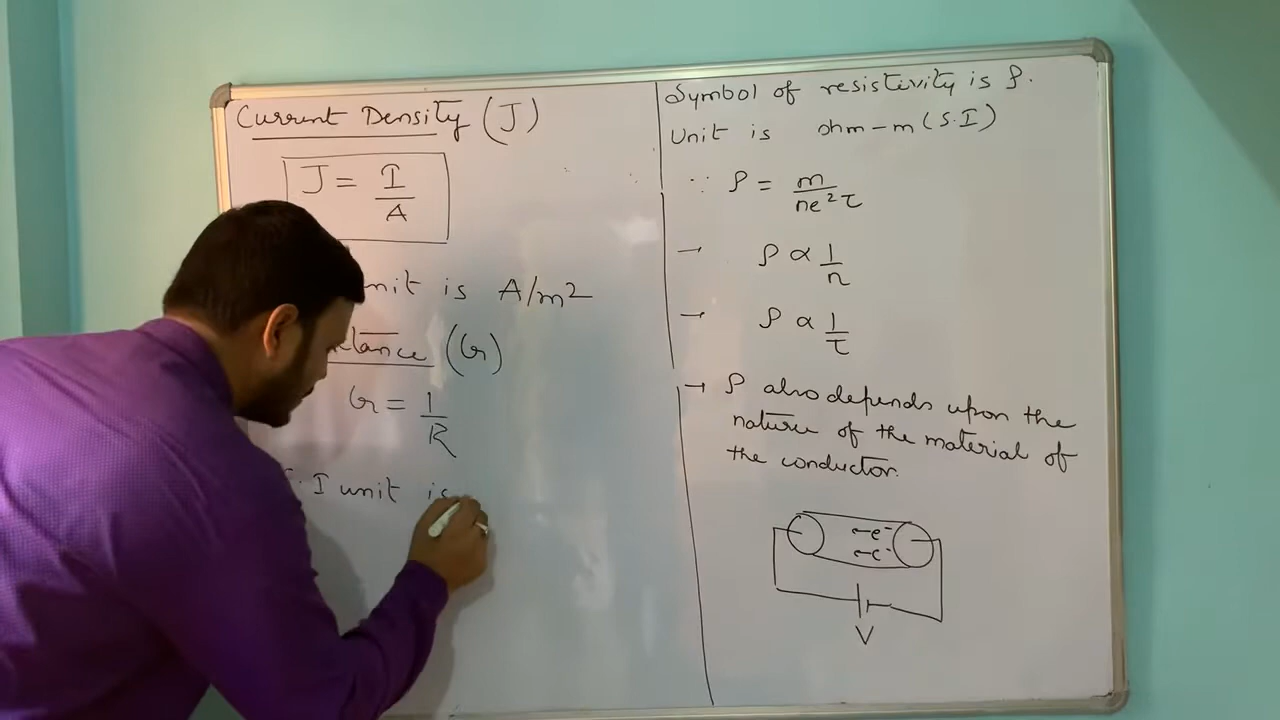 Current Density (J)
J = I/A
unit is A/m²
(G)
G = 1/R
S.I unit is
Symbol of resistivity is ρ.
Unit is ohm-m (S.I)
∵ ρ = m/ne²τ
→ ρ ∝ 1/n
→ ρ ∝ 1/τ
→ ρ also depends upon the
nature of the material of
the conductor.
←e⁻
←e⁻
V